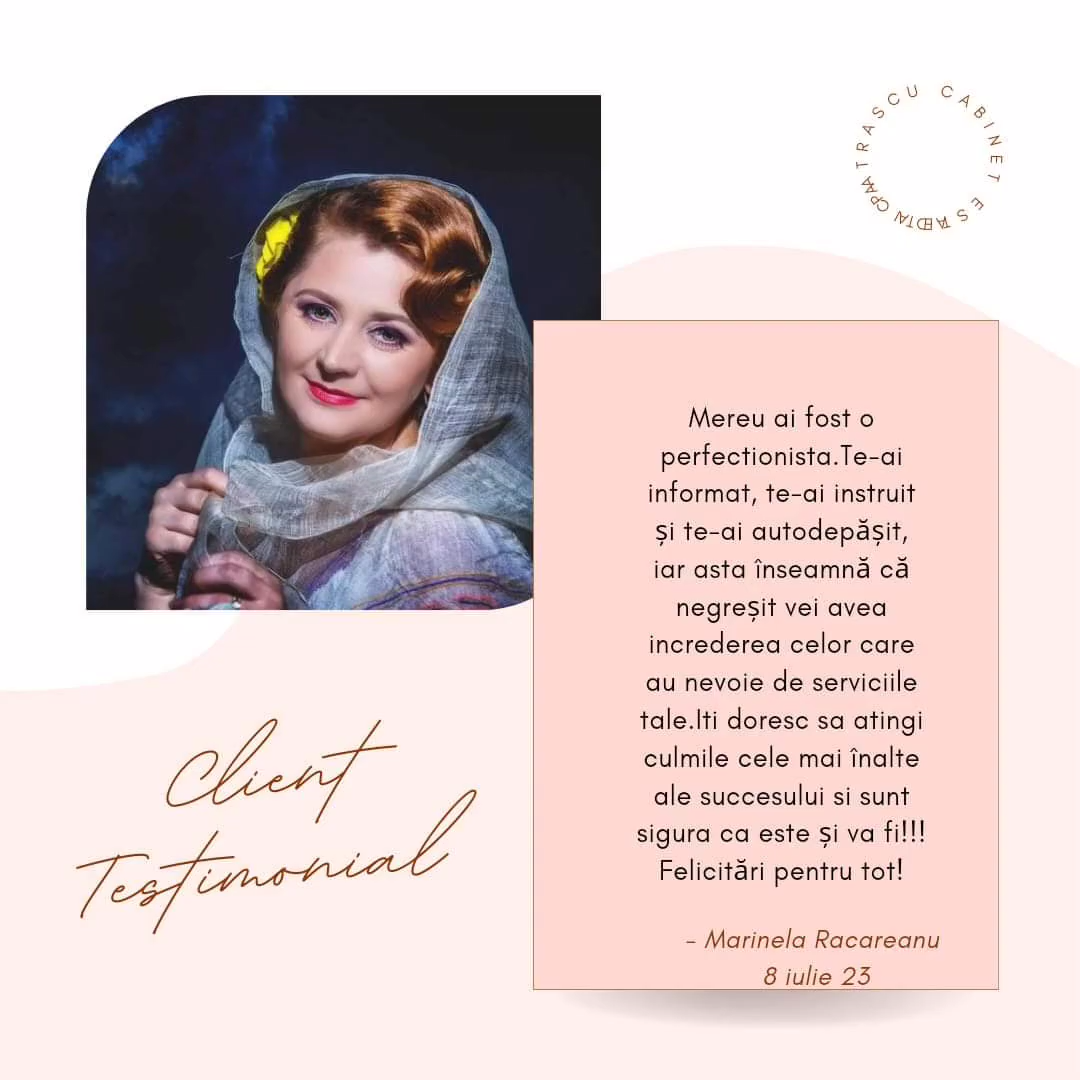 TRASCU CABINET
Mereu ai fost o
perfectionista.Te-ai
informat, te-ai instruit
și te-ai autodepășit,
iar asta înseamnă că
negreșit vei avea
increderea celor care
au nevoie de serviciile
tale.Iti doresc sa atingi
culmile cele mai înalte
ale succesului si sunt
sigura ca este și va fi!!!
Felicitări pentru tot!
- Marinela Racareanu
8 iulie 23
Client
Testimonial